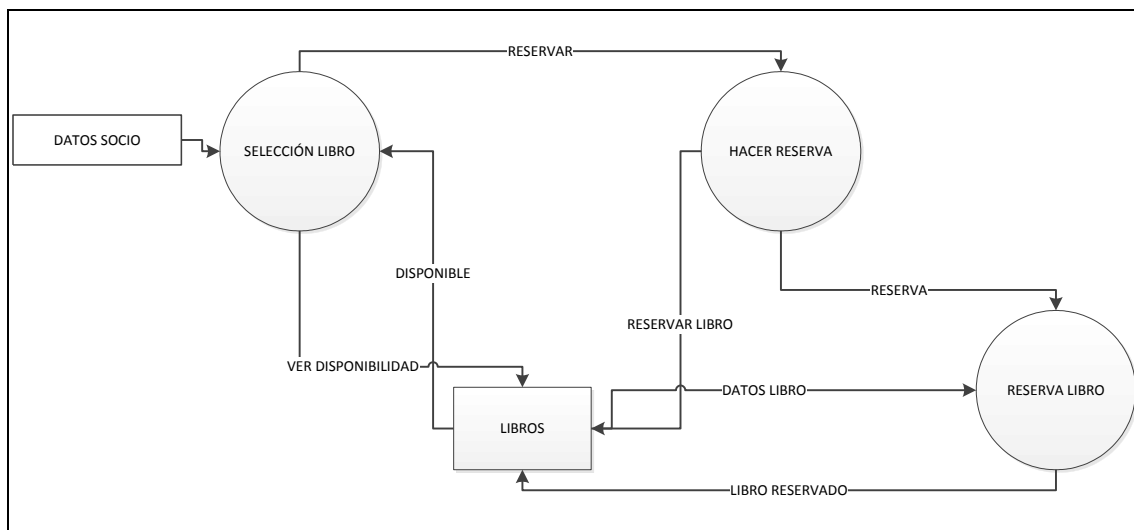 RESERVAR
DATOS SOCIO
SELECCIÓN LIBRO
HACER RESERVA
DISPONIBLE
RESERVA
RESERVAR LIBRO
VER DISPONIBILIDAD
DATOS LIBRO
RESERVA LIBRO
LIBROS
LIBRO RESERVADO